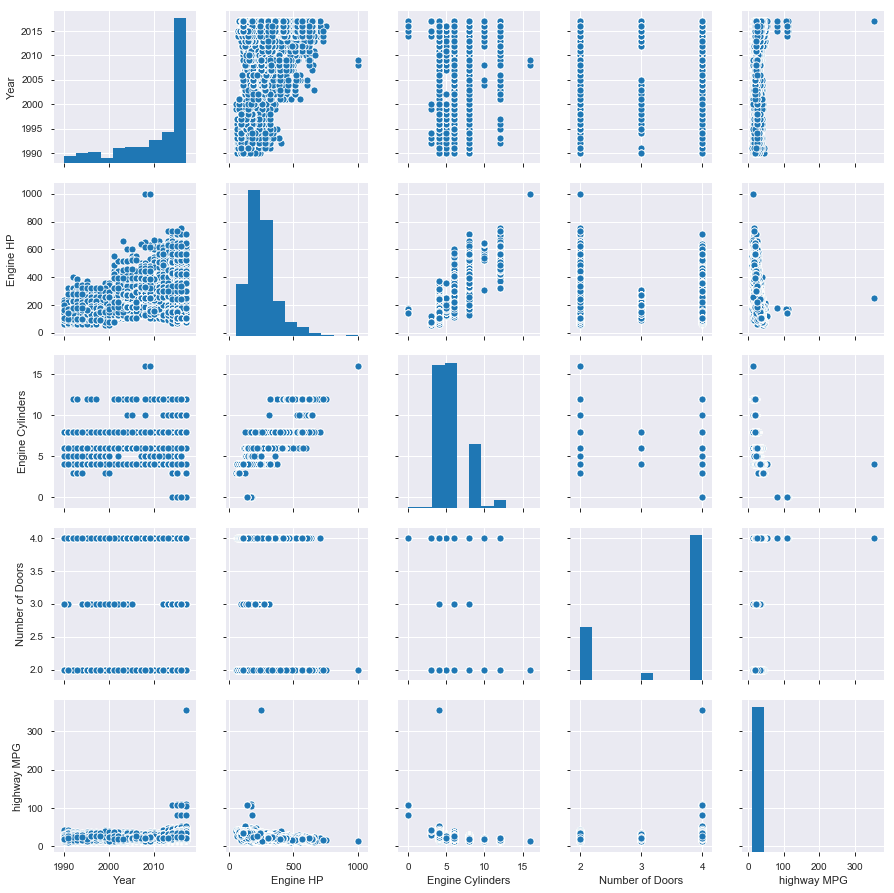 2015
2010
2005
2000
1995
1990
Year
1000
800
600
400
200
0
Engine HP
15
10
5
0
Engine Cylinders
4.0
3.5
3.0
2.5
2.0
Number of Doors
300
200
100
0
highway MPG
1990 2000 2010
0 500 1000
0 5 10 15
2 3 4
0 100 200 300
Year
Engine HP
Engine Cylinders
Number of Doors
highway MPG